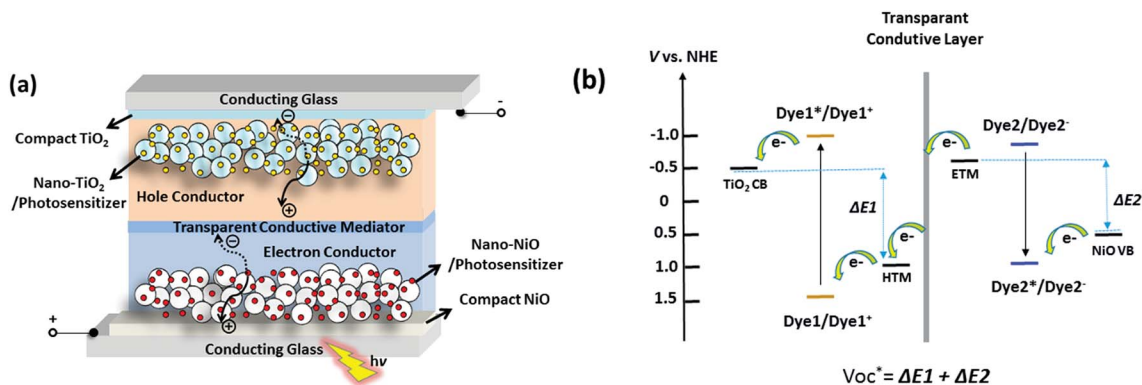 (a)
Conducting Glass
-
Compact TiO2
Nano-TiO2
/Photosensitizer
Hole Conductor
Transparent Conductive Mediator
Electron Conductor
Nano-NiO
/Photosensitizer
Compact NiO
+
Conducting Glass
hν
(b)
Transparant
Condutive Layer
V vs. NHE
-1.0
-0.5
0
0.5
1.0
1.5
Dye1*/Dye1+
e-
TiO2 CB
ΔE1
e-
e-
HTM
Dye1/Dye1+
e-
ETM
Dye2/Dye2-
ΔE2
e-
NiO VB
Dye2*/Dye2-
Voc*= ΔE1 + ΔE2